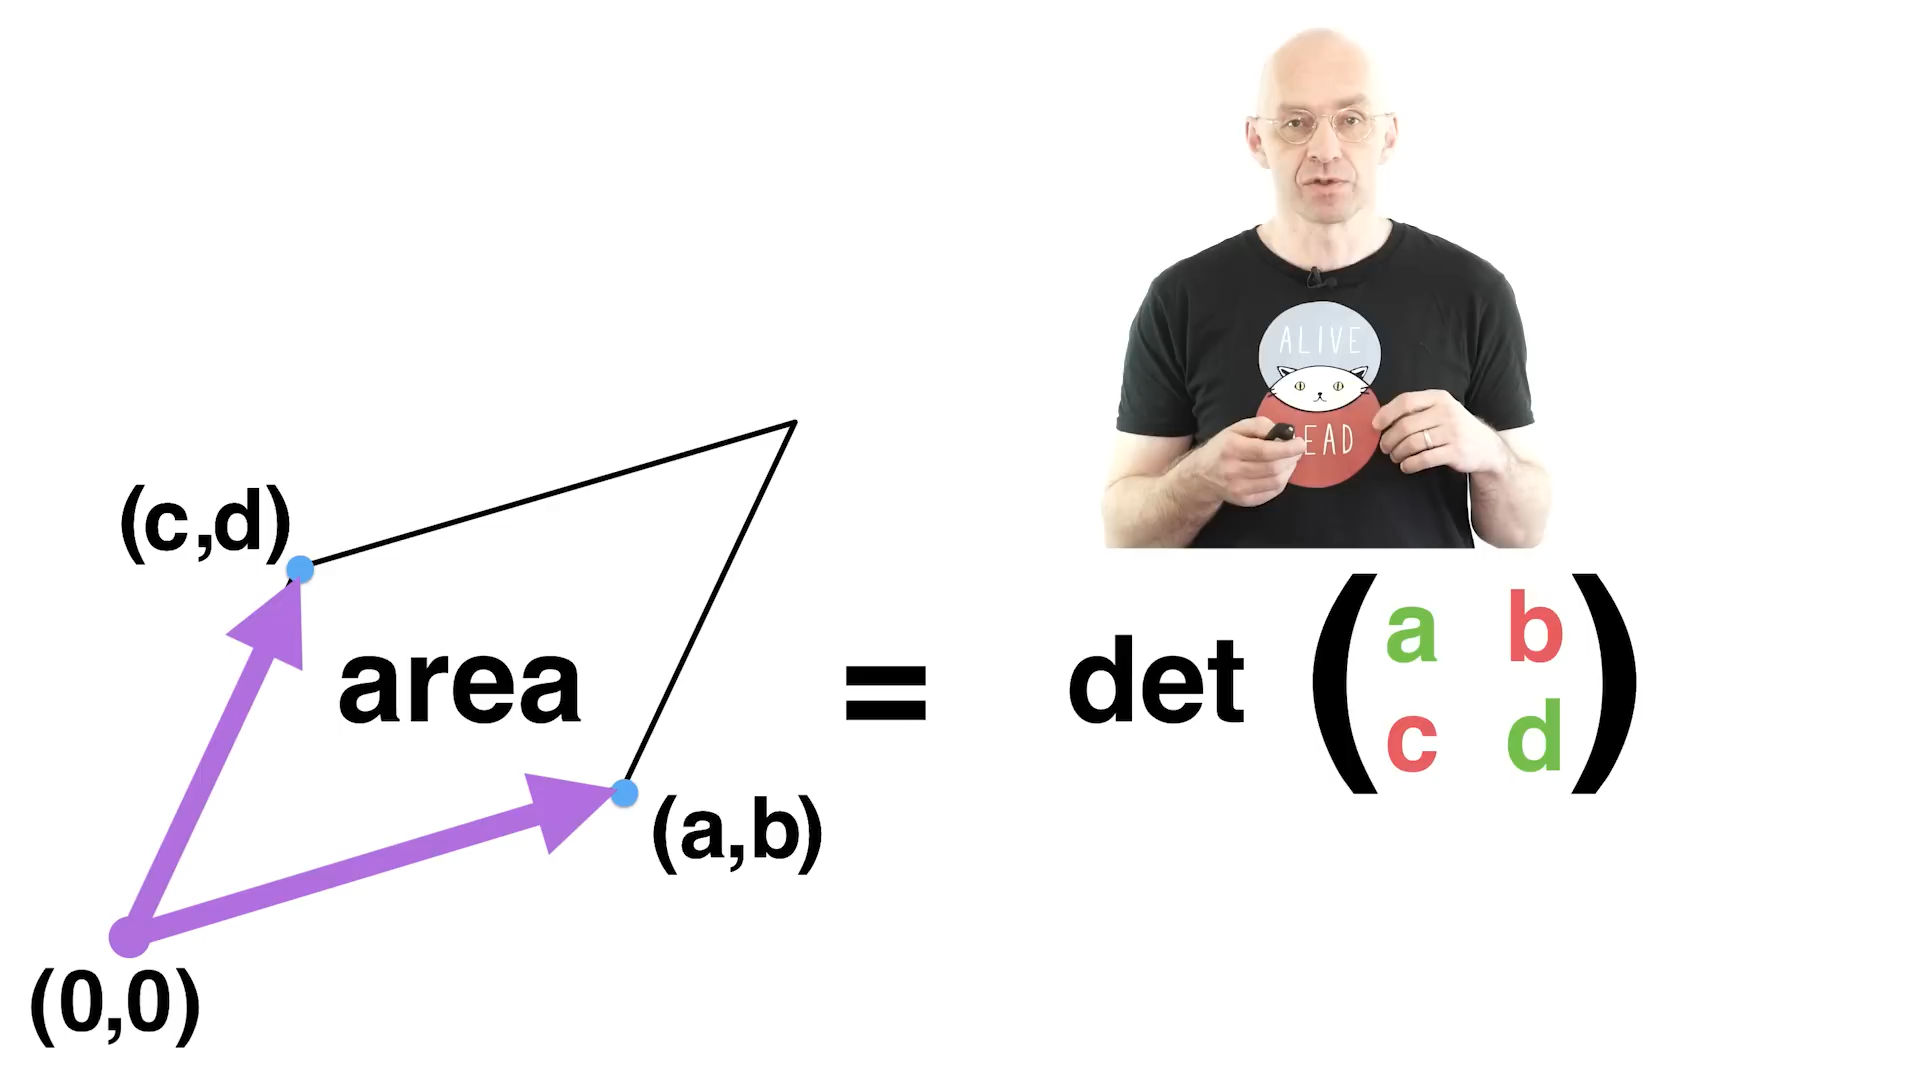 ALIVE
EAD
(c,d)
area = det ( a b
c d )
(a,b)
(0,0)